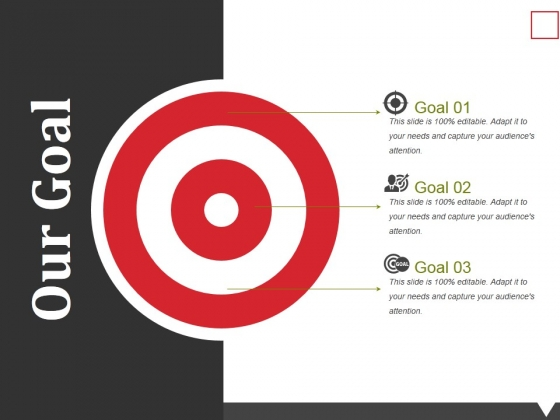 Our Goal
Goal 01
This slide is 100% editable. Adapt it to
your needs and capture your audience's
attention.
Goal 02
This slide is 100% editable. Adapt it to
your needs and capture your audience's
attention.
GOAL
Goal 03
This slide is 100% editable. Adapt it to
your needs and capture your audience's
attention.